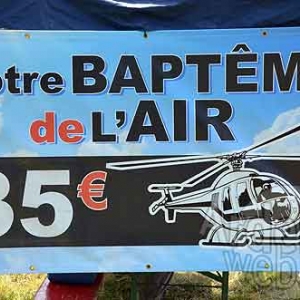 otre BAPTÊM
de L'AIR
35€